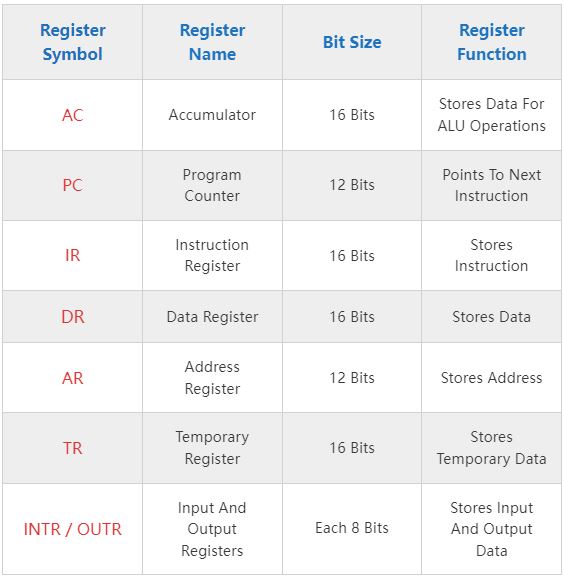 Register Symbol	Register Name	Bit Size	Register Function
AC	Accumulator	16 Bits	Stores Data For ALU Operations
PC	Program Counter	12 Bits	Points To Next Instruction
IR	Instruction Register	16 Bits	Stores Instruction
DR	Data Register	16 Bits	Stores Data
AR	Address Register	12 Bits	Stores Address
TR	Temporary Register	16 Bits	Stores Temporary Data
INTR / OUTR	Input And Output Registers	Each 8 Bits	Stores Input And Output Data